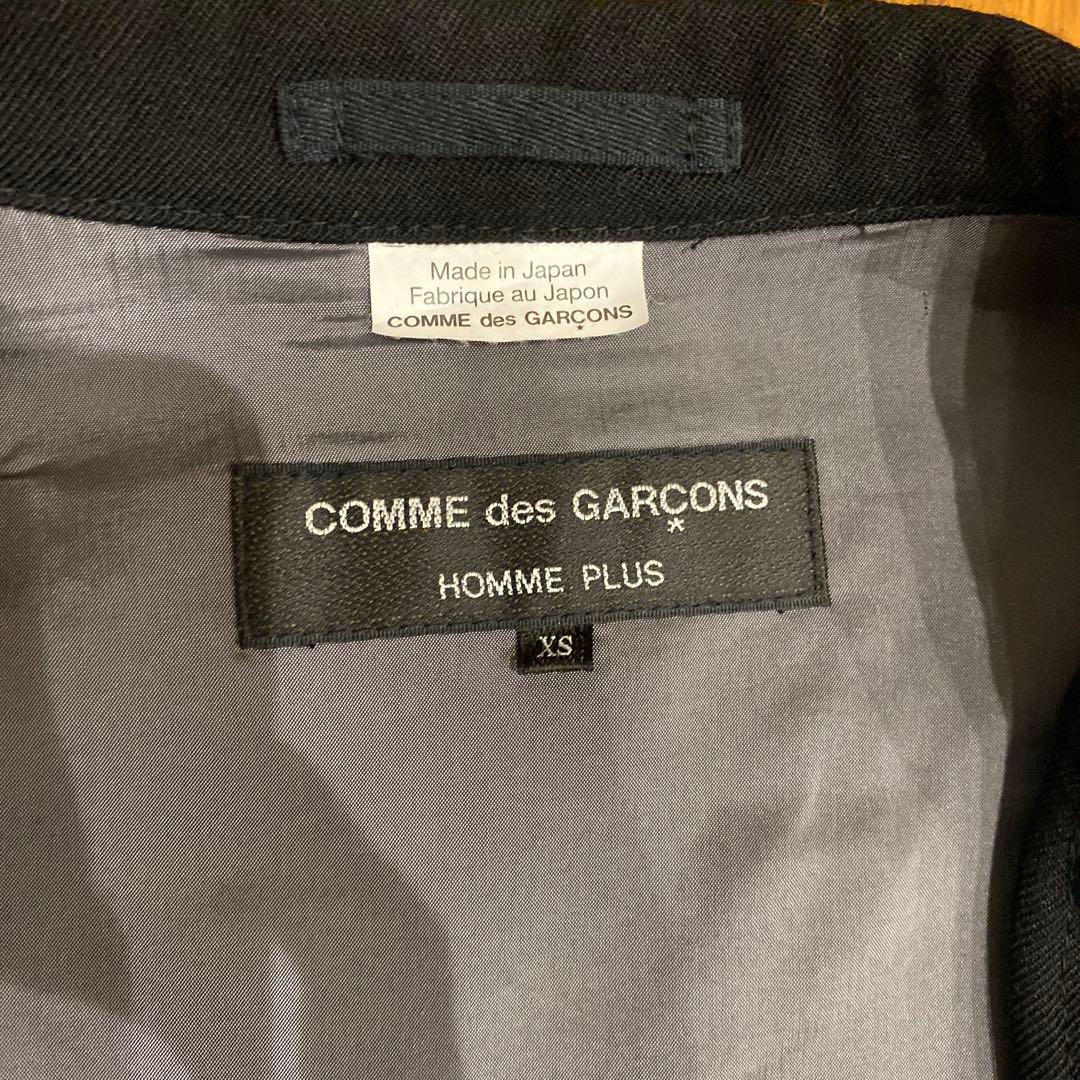 Made in Japan
Fabrique au Japon
COMME des GARÇONS
COMME des GARÇONS
HOMME PLUS
XS